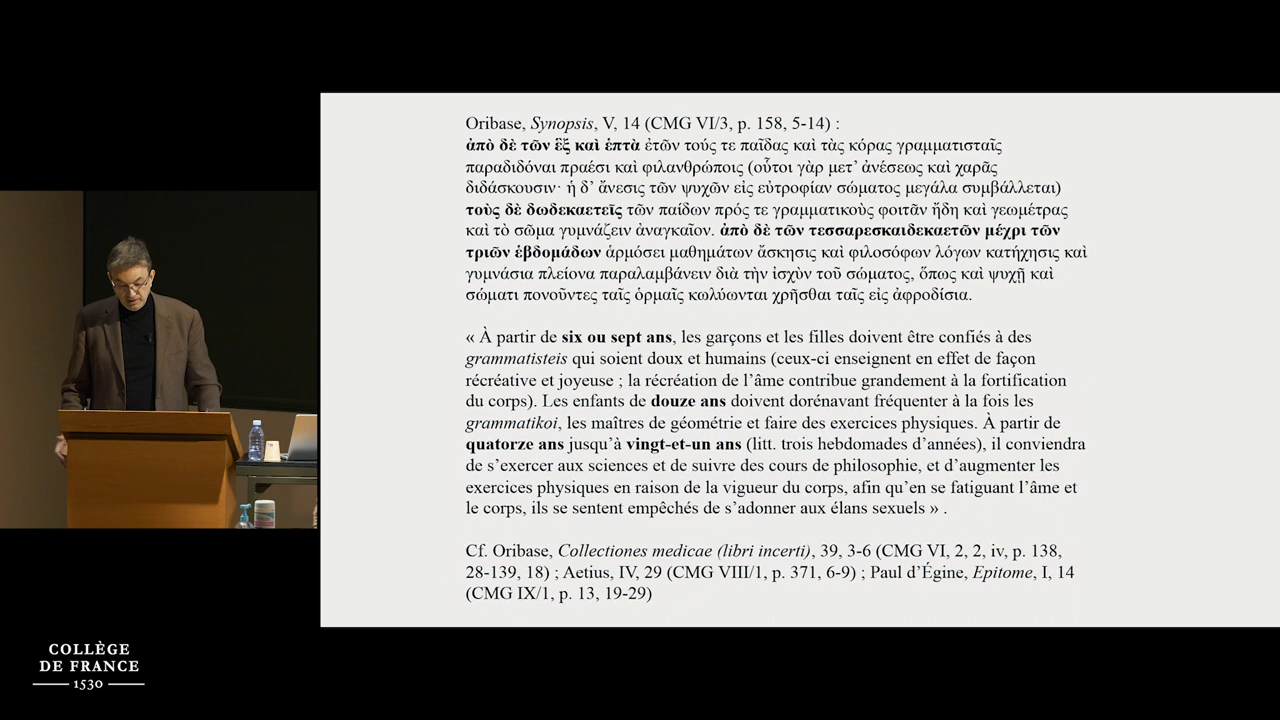 Oribase, Synopsis, V, 14 (CMG VI/3, p. 158, 5-14) :
ἀπὸ δὲ τῶν ἓξ καὶ ἑπτὰ ἐτῶν τούς τε παῖδας καὶ τὰς κόρας γραμματισταῖς
παραδιδόναι πραέσι καὶ φιλανθρώποις (οὗτοι γὰρ μετ’ ἀνέσεως καὶ χαρᾶς
διδάσκουσιν· ἡ δ’ ἄνεσις τῶν ψυχῶν εἰς εὐτροφίαν σώματος μεγάλα συμβάλλεται)
τοὺς δὲ δωδεκαετεῖς τῶν παίδων πρός τε γραμματικοὺς φοιτᾶν ἤδη καὶ γεωμέτρας
καὶ τὸ σῶμα γυμνάζειν ἀναγκαῖον. ἀπὸ δὲ τῶν τεσσαρεσκαιδεκαετῶν μέχρι τῶν
τριῶν ἑβδομάδων ἁρμόσει μαθημάτων ἄσκησις καὶ φιλοσόφων λόγων κατήχησις καὶ
γυμνάσια πλείονα παραλαμβάνειν διὰ τὴν ἰσχὺν τοῦ σώματος, ὅπως καὶ ψυχῇ καὶ
σώματι πονοῦντες ταῖς ὁρμαῖς κωλύωνται χρῆσθαι ταῖς εἰς ἀφροδίσια.
« À partir de six ou sept ans, les garçons et les filles doivent être confiés à des
grammatisteis qui soient doux et humains (ceux-ci enseignent en effet de façon
récréative et joyeuse ; la récréation de l’âme contribue grandement à la fortification
du corps). Les enfants de douze ans doivent dorénavant fréquenter à la fois les
grammatikoi, les maîtres de géométrie et faire des exercices physiques. À partir de
quatorze ans jusqu’à vingt-et-un ans (litt. trois hebdomades d’années), il conviendra
de s’exercer aux sciences et de suivre des cours de philosophie, et d’augmenter les
exercices physiques en raison de la vigueur du corps, afin qu’en se fatiguant l’âme et
le corps, ils se sentent empêchés de s’adonner aux élans sexuels » .
Cf. Oribase, Collectiones medicae (libri incerti), 39, 3-6 (CMG VI, 2, 2, iv, p. 138,
28-139, 18) ; Aetius, IV, 29 (CMG VIII/1, p. 371, 6-9) ; Paul d’Égine, Epitome, I, 14
(CMG IX/1, p. 13, 19-29)
COLLÈGE
DE FRANCE
1530